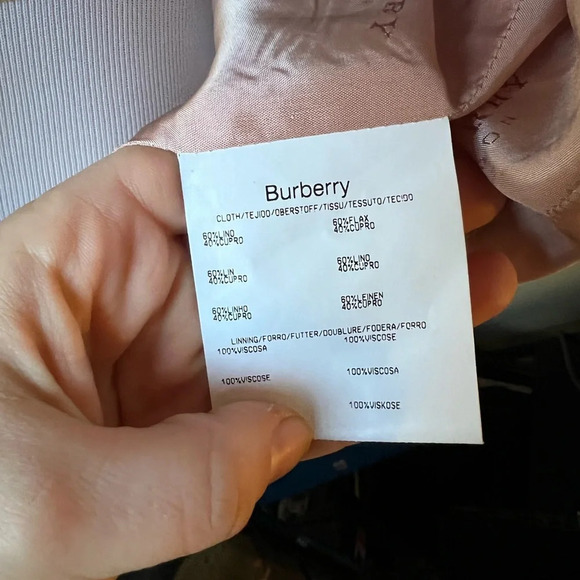 Burberry
CLOTH/TEJIDO/OBERSTOFF/TISSU/TESSUTO/TECIDO
60%LINO 60%FLAX
40%CUPRO 40%CUPRO
60%LIN 60%LINO
40%CUPRO 40%CUPRO
60%LINHO 60%LEINEN
40%CUPRO 40%CUPRO
LINNING/FORRO/FUTTER/DOUBLURE/FODERA/FORRO
100%VISCOSA 100%VISCOSE
100%VISCOSE 100%VISCOSA
100%VISKOSE